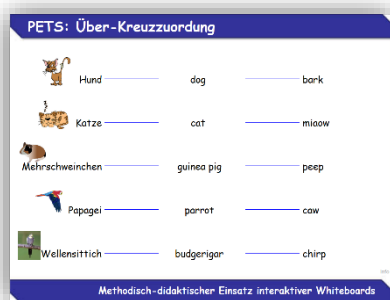 PETS: Über-Kreuzzuordung
Hund dog bark
Katze cat miaow
Mehrschweinchen guinea pig peep
Papagei parrot caw
Wellensittich budgerigar chirp
Methodisch-didaktischer Einsatz interaktiver Whiteboards